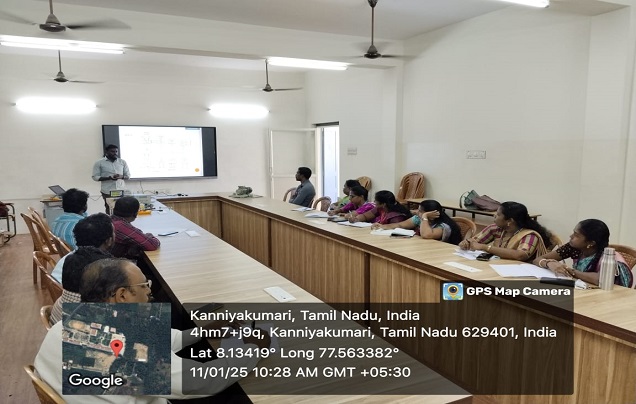 GPS Map Camera
Kanniyakumari, Tamil Nadu, India
4hm7+j9q, Kanniyakumari, Tamil Nadu 629401, India
Lat 8.13419° Long 77.563382°
11/01/25 10:28 AM GMT +05:30
Google